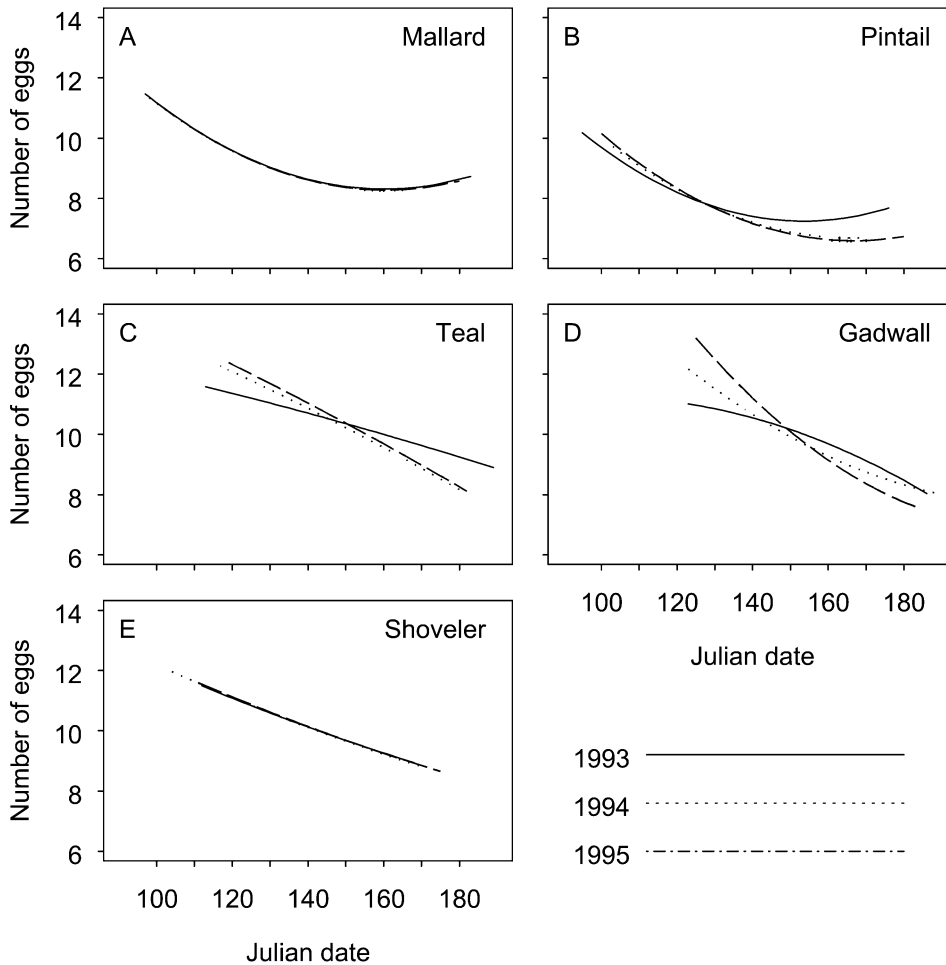 A
Mallard
14
12
10
8
6
Number of eggs
B
Pintail
C
Teal
14
12
10
8
6
Number of eggs
D
Gadwall
100
120
140
160
180
Julian date
E
Shoveler
14
12
10
8
6
Number of eggs
100
120
140
160
180
Julian date
1993
1994
1995